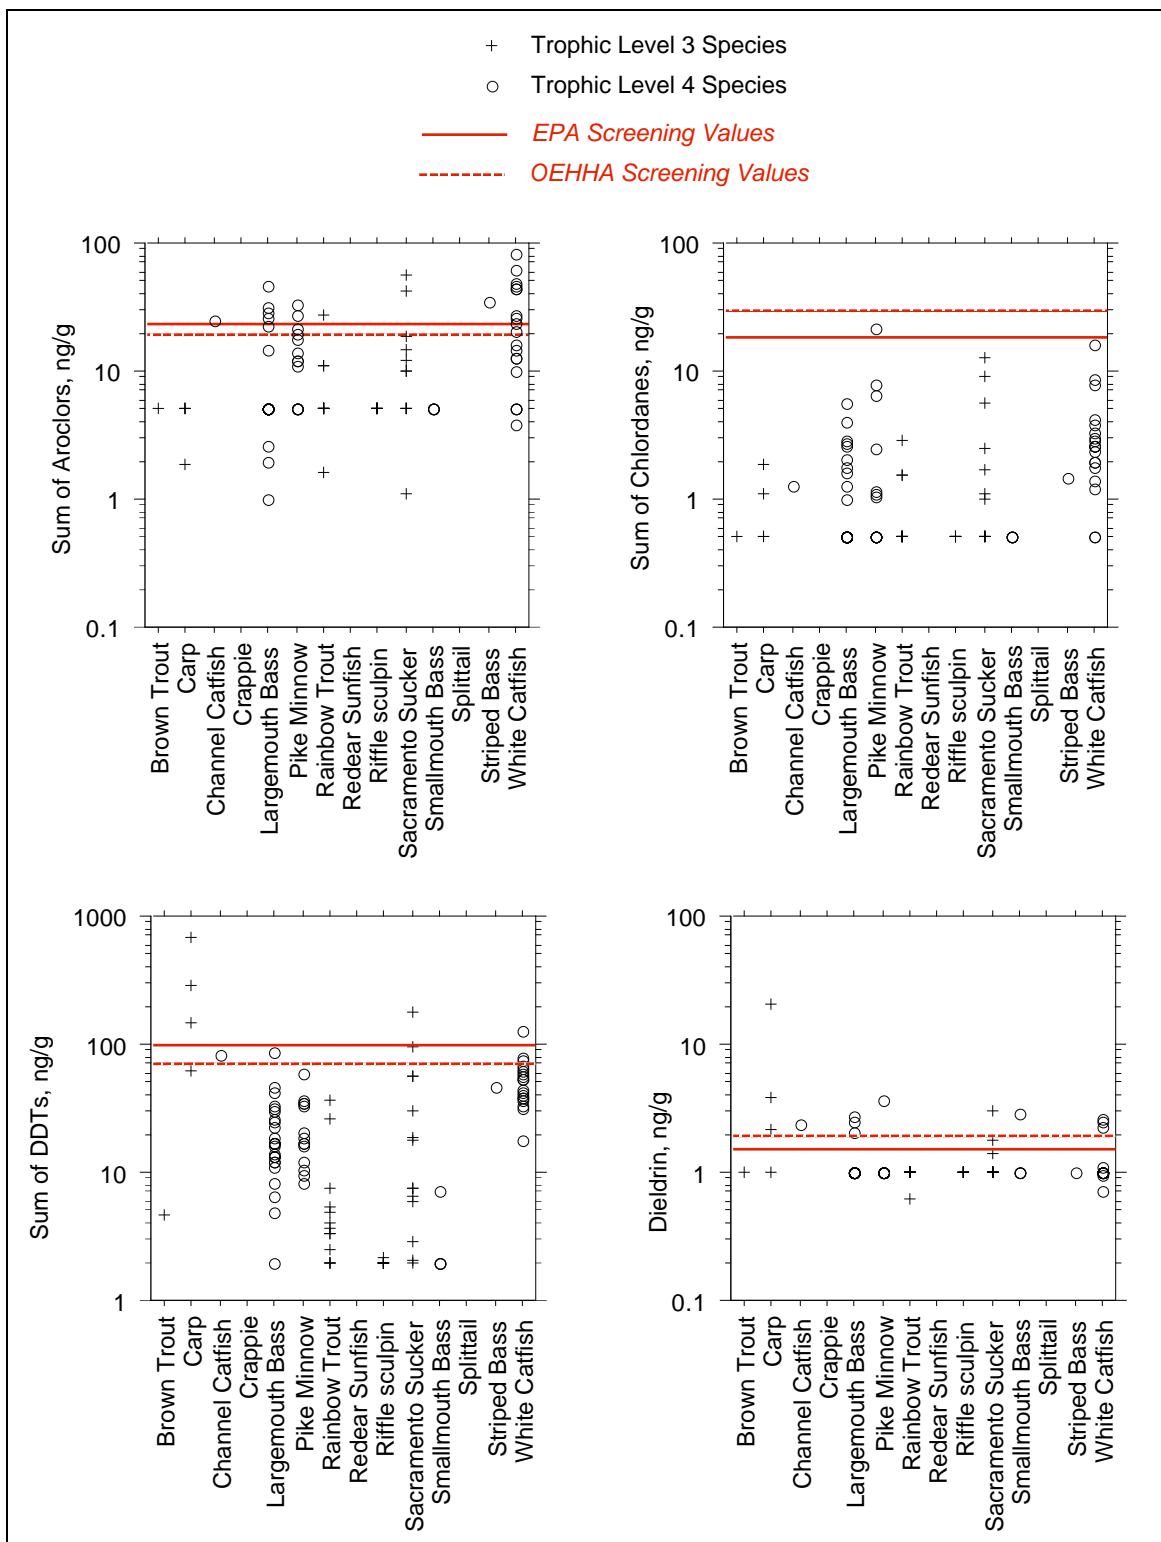 Trophic Level 3 Species
Trophic Level 4 Species
EPA Screening Values
OEHHA Screening Values
Sum of Aroclors, ng/g
100
10
1
0.1
Brown Trout
Carp
Channel Catfish
Crappie
Largemouth Bass
Pike Minnow
Rainbow Trout
Redear Sunfish
Riffle sculpin
Sacramento Sucker
Smallmouth Bass
Splittail
Striped Bass
White Catfish
Sum of Chlordanes, ng/g
100
10
1
0.1
Brown Trout
Carp
Channel Catfish
Crappie
Largemouth Bass
Pike Minnow
Rainbow Trout
Redear Sunfish
Riffle sculpin
Sacramento Sucker
Smallmouth Bass
Splittail
Striped Bass
White Catfish
Sum of DDTs, ng/g
1000
100
10
1
Brown Trout
Carp
Channel Catfish
Crappie
Largemouth Bass
Pike Minnow
Rainbow Trout
Redear Sunfish
Riffle sculpin
Sacramento Sucker
Smallmouth Bass
Splittail
Striped Bass
White Catfish
Dieldrin, ng/g
100
10
1
0.1
Brown Trout
Carp
Channel Catfish
Crappie
Largemouth Bass
Pike Minnow
Rainbow Trout
Redear Sunfish
Riffle sculpin
Sacramento Sucker
Smallmouth Bass
Splittail
Striped Bass
White Catfish